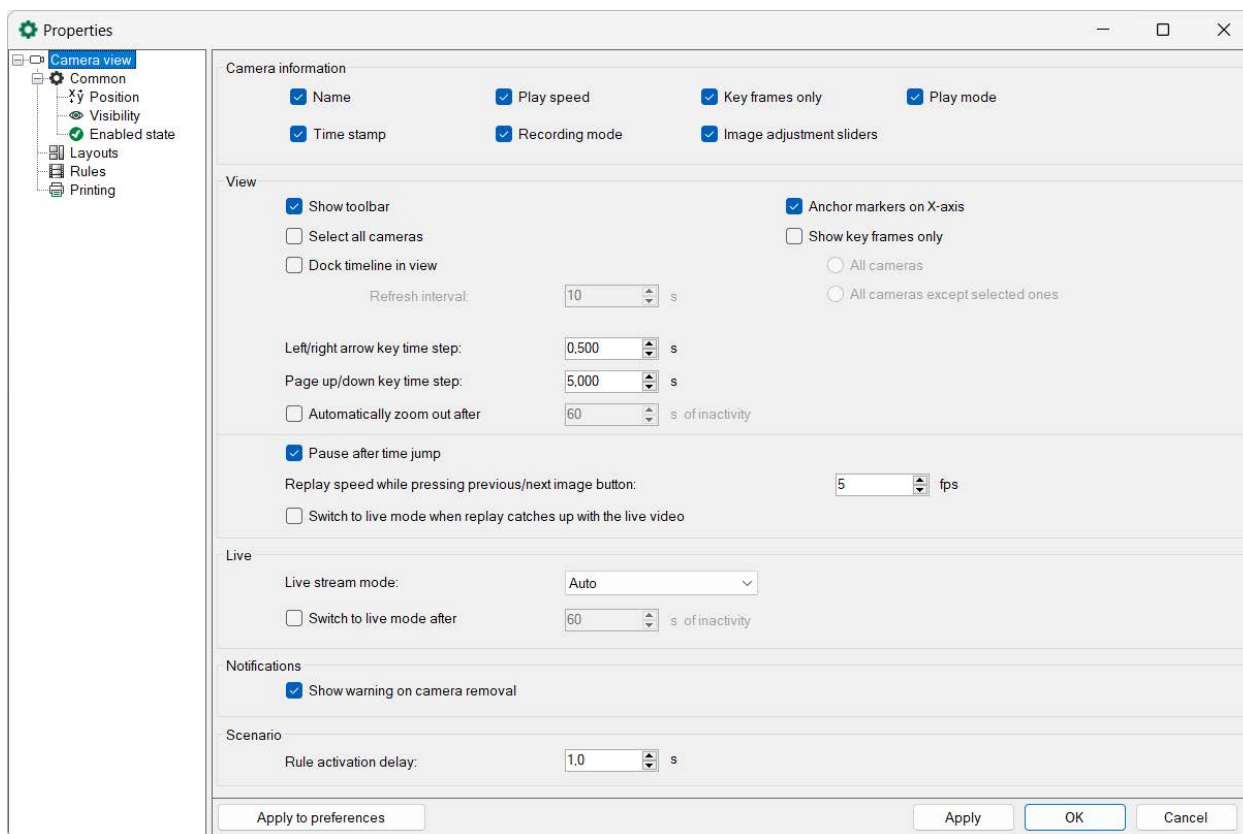 Properties
Camera view
Common
Position
Visibility
Enabled state
Layouts
Rules
Printing
Camera information
Name Play speed Key frames only Play mode
Time stamp Recording mode Image adjustment sliders
View
Show toolbar Anchor markers on X-axis
Select all cameras Show key frames only
Dock timeline in view All cameras
Refresh interval: 10 s All cameras except selected ones
Left/right arrow key time step: 0,500 s
Page up/down key time step: 5,000 s
Automatically zoom out after 60 s of inactivity
Pause after time jump
Replay speed while pressing previous/next image button: 5 fps
Switch to live mode when replay catches up with the live video
Live
Live stream mode: Auto
Switch to live mode after 60 s of inactivity
Notifications
Show warning on camera removal
Scenario
Rule activation delay: 1,0 s
Apply to preferences Apply OK Cancel